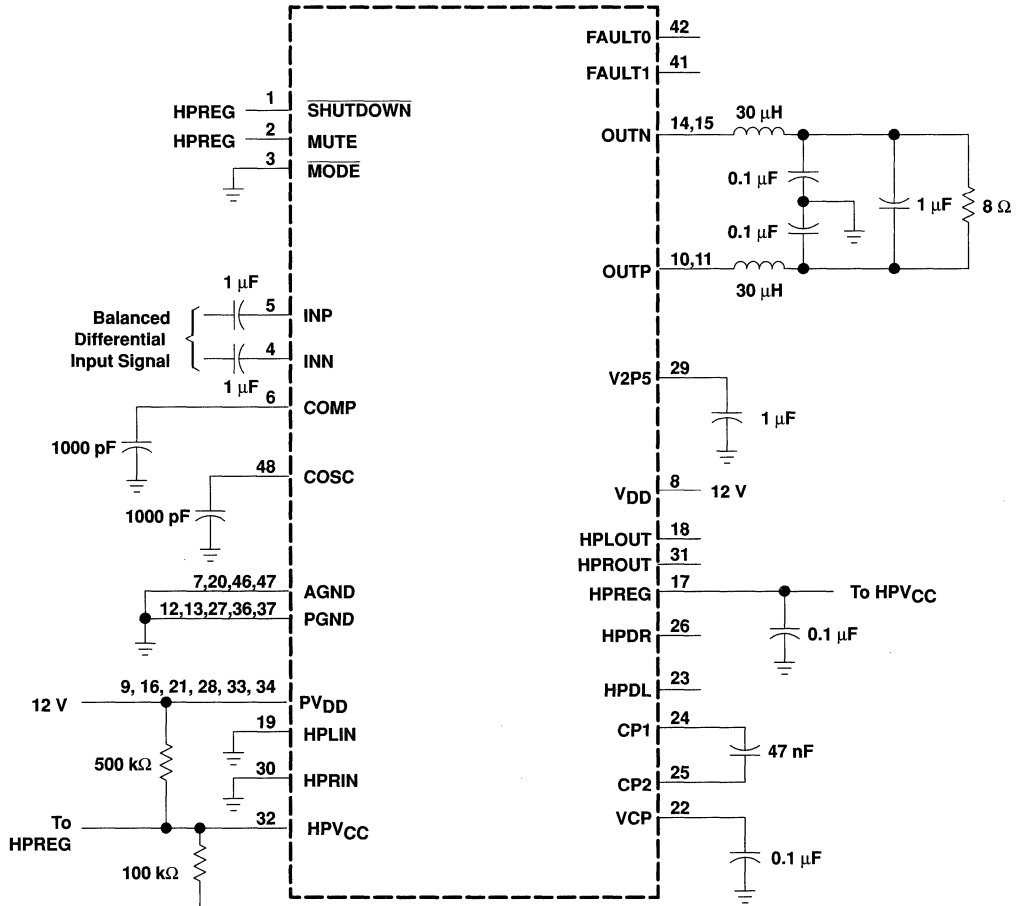 42
FAULT0
41
FAULT1
HPREG 1 SHUTDOWN
HPREG 2 MUTE
3 MODE
OUTN 14,15 30 µH
0.1 µF
1 µF 8 Ω
0.1 µF
OUTP 10,11
30 µH
1 µF
5 INP
Balanced
Differential
Input Signal
4 INN
1 µF
V2P5 29
1 µF
6 COMP
1000 pF
48 COSC
1000 pF
VDD 8 12 V
HPLOUT 18
HPROUT 31
HPREG 17 To HPVCC
0.1 µF
7,20,46,47 AGND
12,13,27,36,37 PGND
HPDR 26
HPDL 23
12 V 9, 16, 21, 28, 33, 34 PVDD
19 HPLIN
500 kΩ
30 HPRIN
CP1 24
47 nF
CP2 25
To
HPREG
32 HPVCC
VCP 22
0.1 µF
100 kΩ